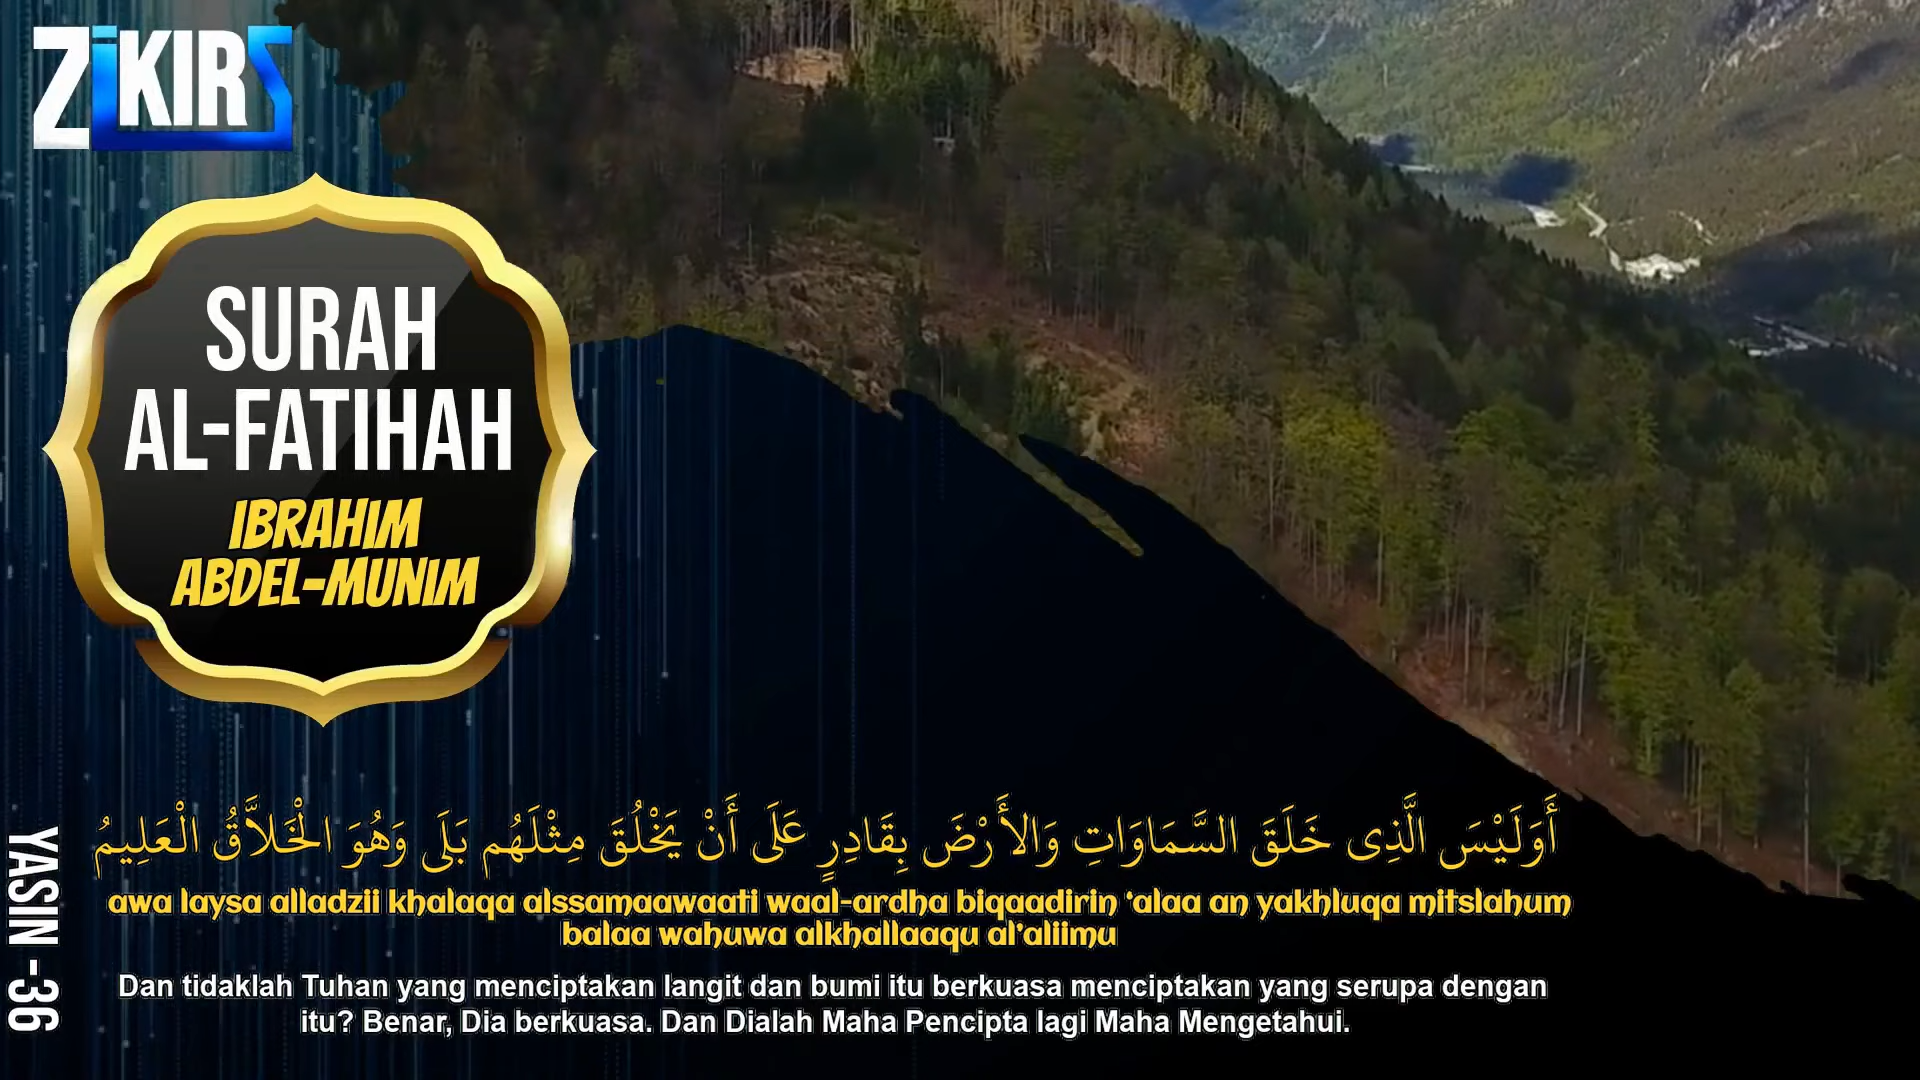 ZiKIRS
SURAH
AL-FATIHAH
IBRAHIM
ABDEL-MUNIM
أَوَلَيْسَ الَّذِى خَلَقَ السَّمَاوَاتِ وَالأَرْضَ بِقَادِرٍ عَلَى أَنْ يَخْلُقَ مِثْلَهُم بَلَى وَهُوَ الْخَلاَّقُ الْعَلِيمُ
awa laysa alladzii khalaqa alssamaawaati waal-ardha biqaadirin ‘alaa an yakhluqa mitslahum
balaa wahuwa alkhallaaqu al’aliimu
Dan tidaklah Tuhan yang menciptakan langit dan bumi itu berkuasa menciptakan yang serupa dengan
itu? Benar, Dia berkuasa. Dan Dialah Maha Pencipta lagi Maha Mengetahui.
YASIN -36